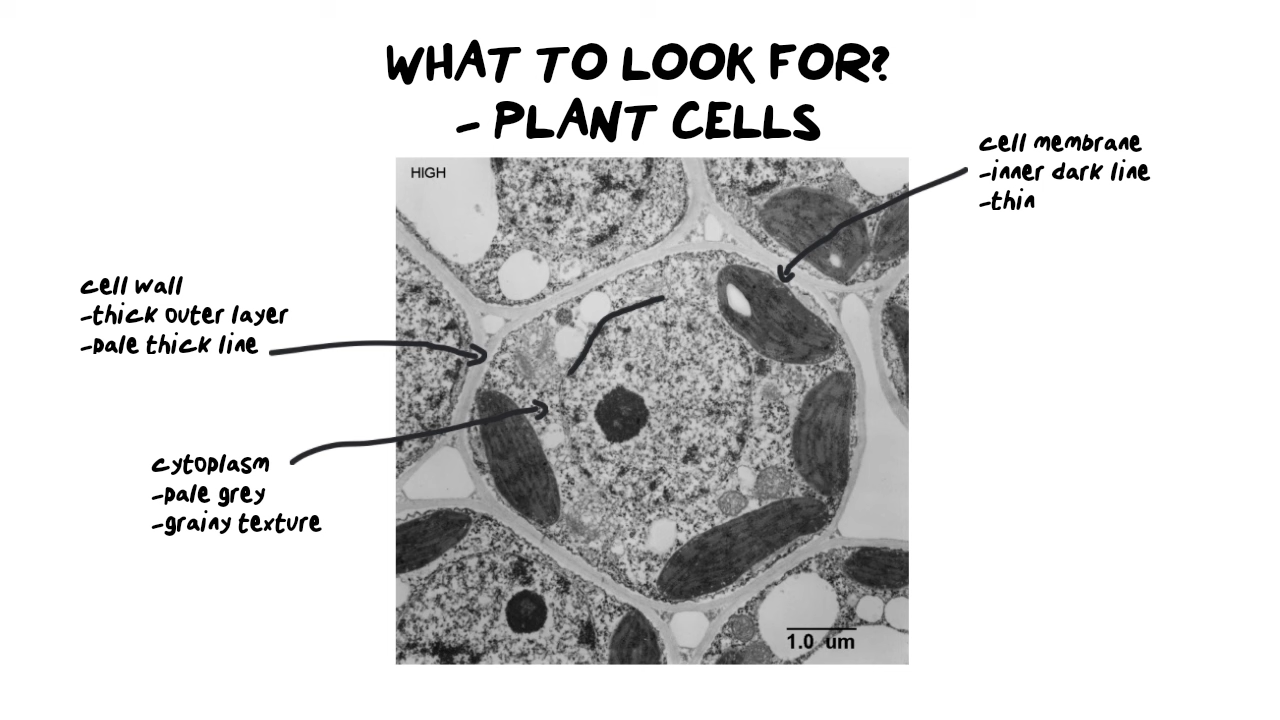 WHAT TO LOOK FOR?
- PLANT CELLS
cell membrane
-inner dark line
-thin
HIGH
cell wall
-thick outer layer
-pale thick line
cytoplasm
-pale grey
-grainy texture
1.0 um